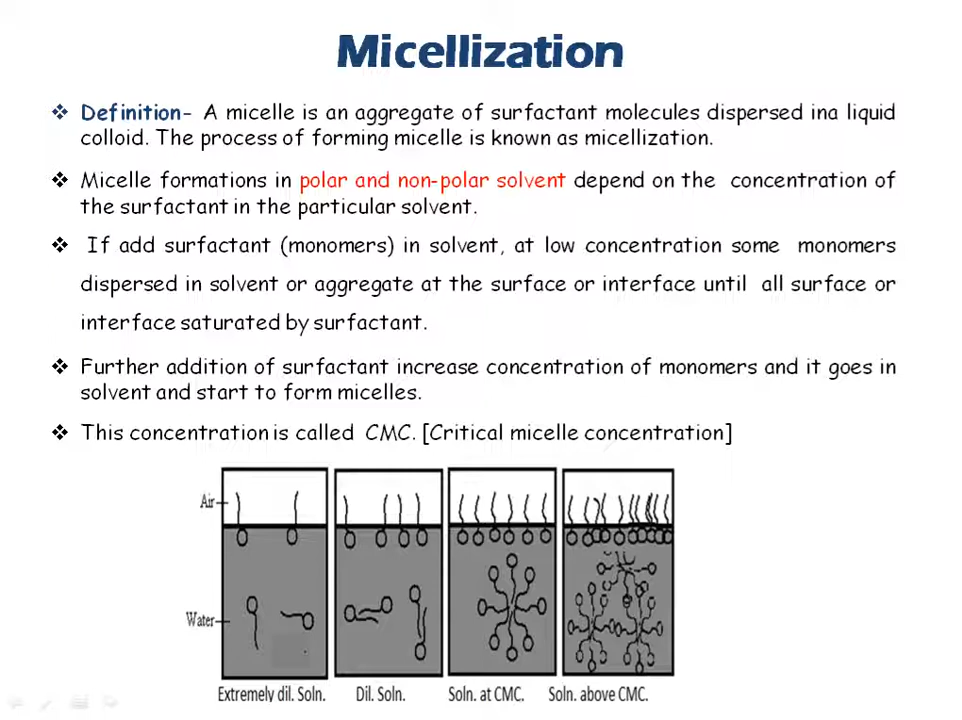 Micellization
❖ Definition- A micelle is an aggregate of surfactant molecules dispersed ina liquid
colloid. The process of forming micelle is known as micellization.
❖ Micelle formations in polar and non-polar solvent depend on the concentration of
the surfactant in the particular solvent.
❖ If add surfactant (monomers) in solvent, at low concentration some monomers
dispersed in solvent or aggregate at the surface or interface until all surface or
interface saturated by surfactant.
❖ Further addition of surfactant increase concentration of monomers and it goes in
solvent and start to form micelles.
❖ This concentration is called CMC. [Critical micelle concentration]
Air
Water
Extremely dil. Soln. Dil. Soln. Soln. at CMC. Soln. above CMC.